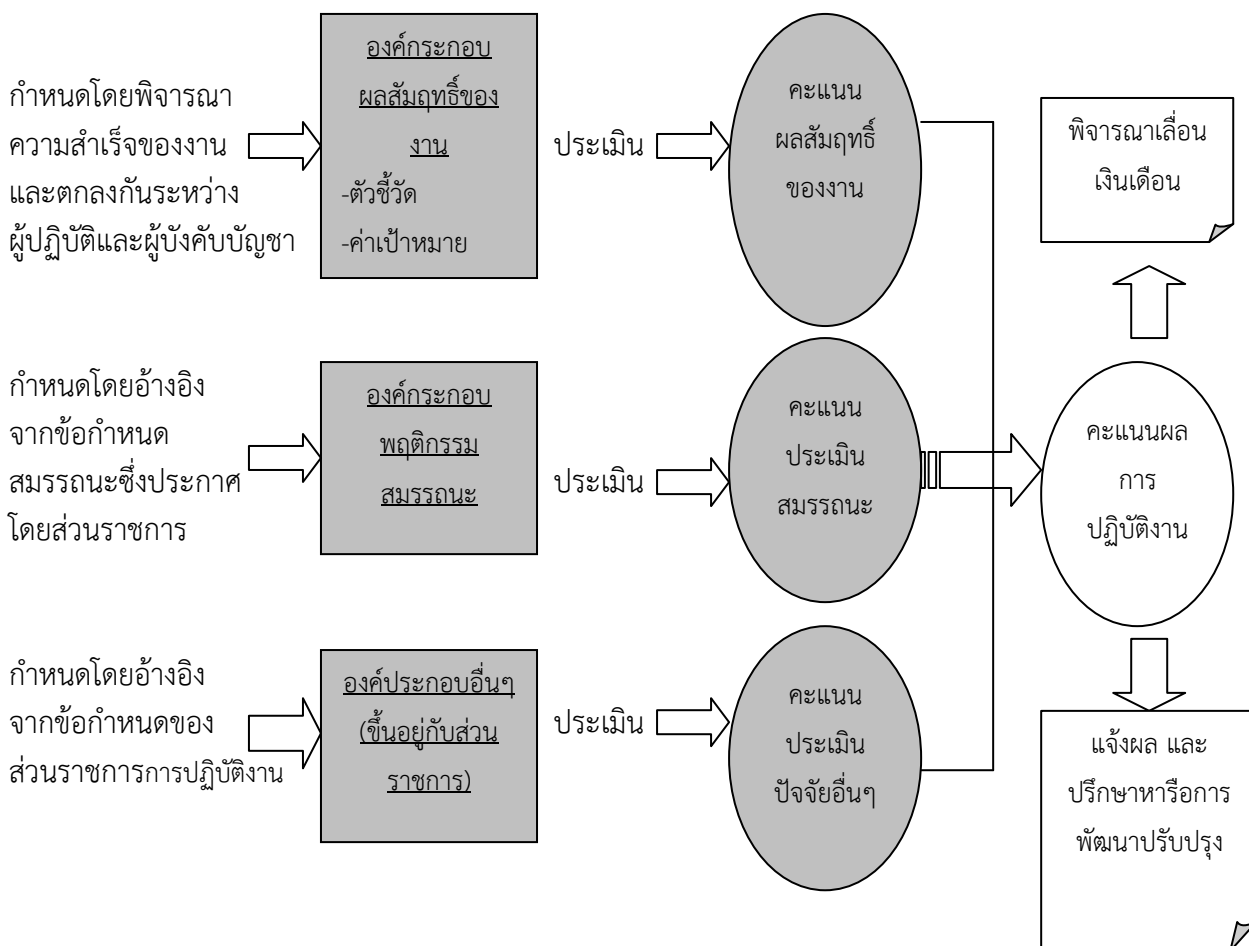 กำหนดโดยพิจารณา
ความสำเร็จของงาน
และตกลงกันระหว่าง
ผู้ปฏิบัติและผู้บังคับบัญชา
องค์กระกอบ
ผลสัมฤทธิ์ของ
งาน
-ตัวชี้วัด
-ค่าเป้าหมาย
ประเมิน
คะแนน
ผลสัมฤทธิ์
ของงาน
พิจารณาเลื่อน
เงินเดือน
กำหนดโดยอ้างอิง
จากข้อกำหนด
สมรรถนะซึ่งประกาศ
โดยส่วนราชการ
องค์กระกอบ
พฤติกรรม
สมรรถนะ
ประเมิน
คะแนน
ประเมิน
สมรรถนะ
คะแนนผล
การ
ปฏิบัติงาน
กำหนดโดยอ้างอิง
จากข้อกำหนดของ
ส่วนราชการการปฏิบัติงาน
องค์ประกอบอื่นๆ
(ขึ้นอยู่กับส่วน
ราชการ)
ประเมิน
คะแนน
ประเมิน
ปัจจัยอื่นๆ
แจ้งผล และ
ปรึกษาหารือการ
พัฒนาปรับปรุง